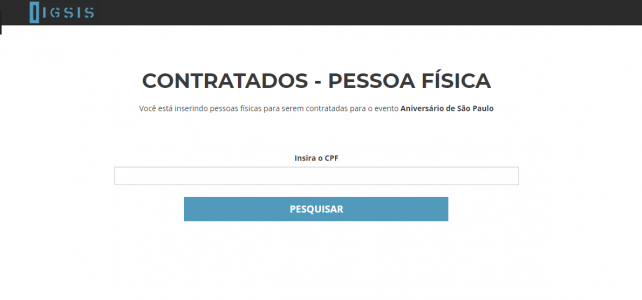 IGSIS
CONTRATADOS - PESSOA FÍSICA
Você está inserindo pessoas físicas para serem contratadas para o evento Aniversário de São Paulo
Insira o CPF
PESQUISAR